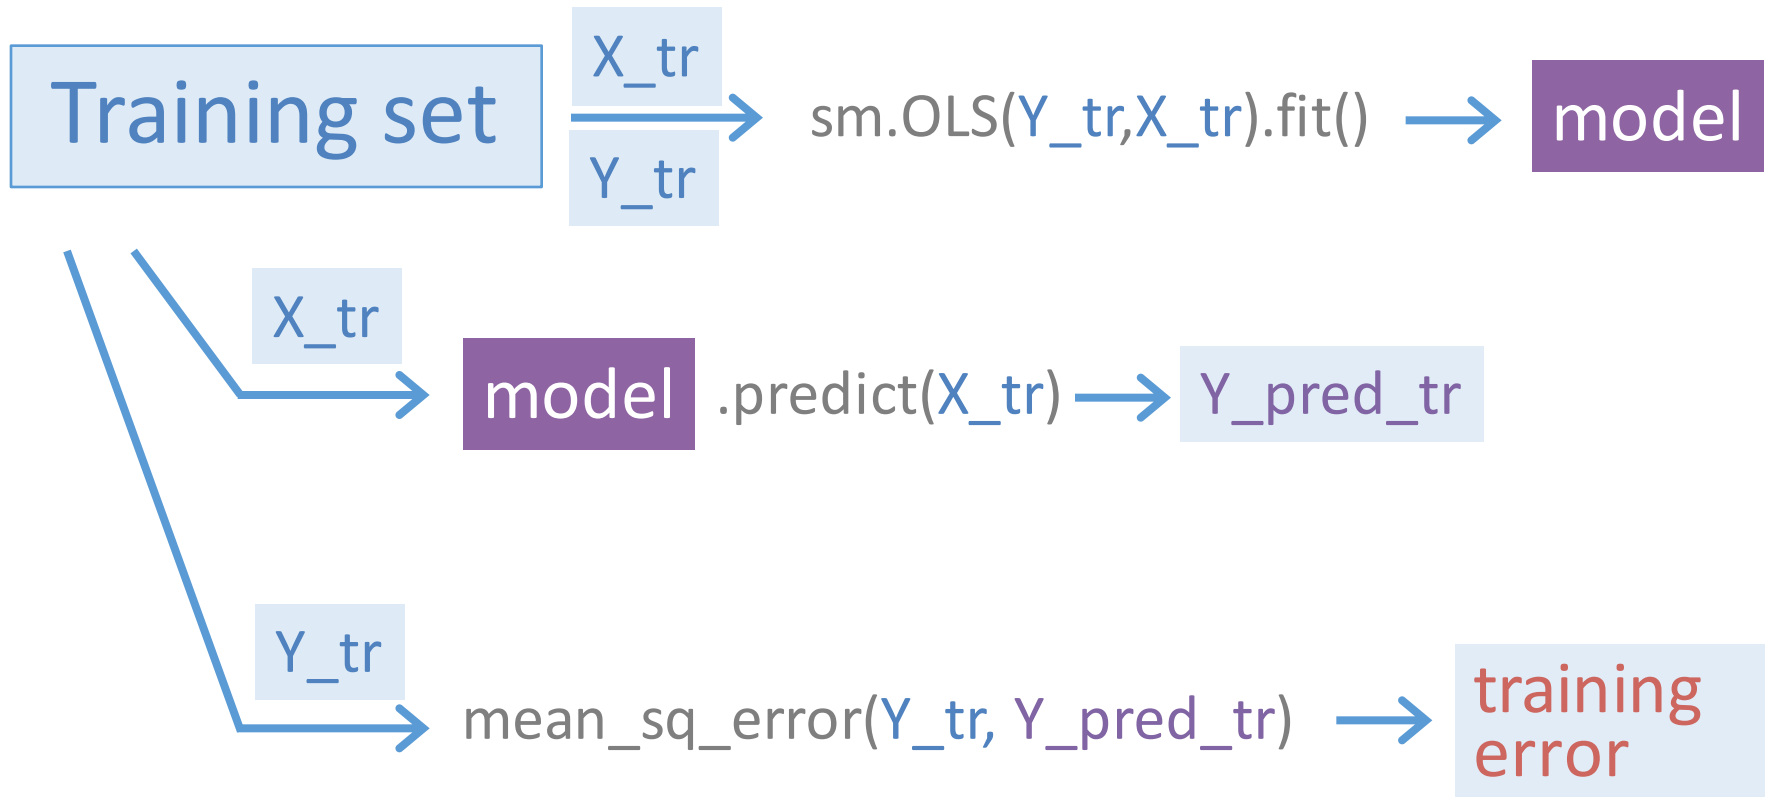 Training set
X_tr
Y_tr
sm.OLS(Y_tr,X_tr).fit()
model
X_tr
model
.predict(X_tr)
Y_pred_tr
Y_tr
mean_sq_error(Y_tr, Y_pred_tr)
training
error